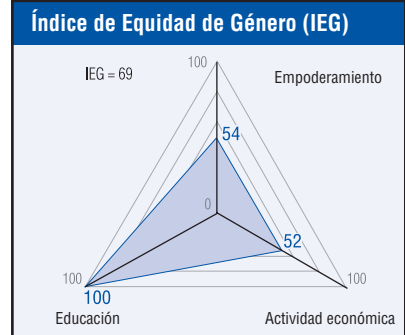 Índice de Equidad de Género (IEG)
IEG = 69
100
Empoderamiento
54
0
52
100
100
100
Educación
Actividad económica